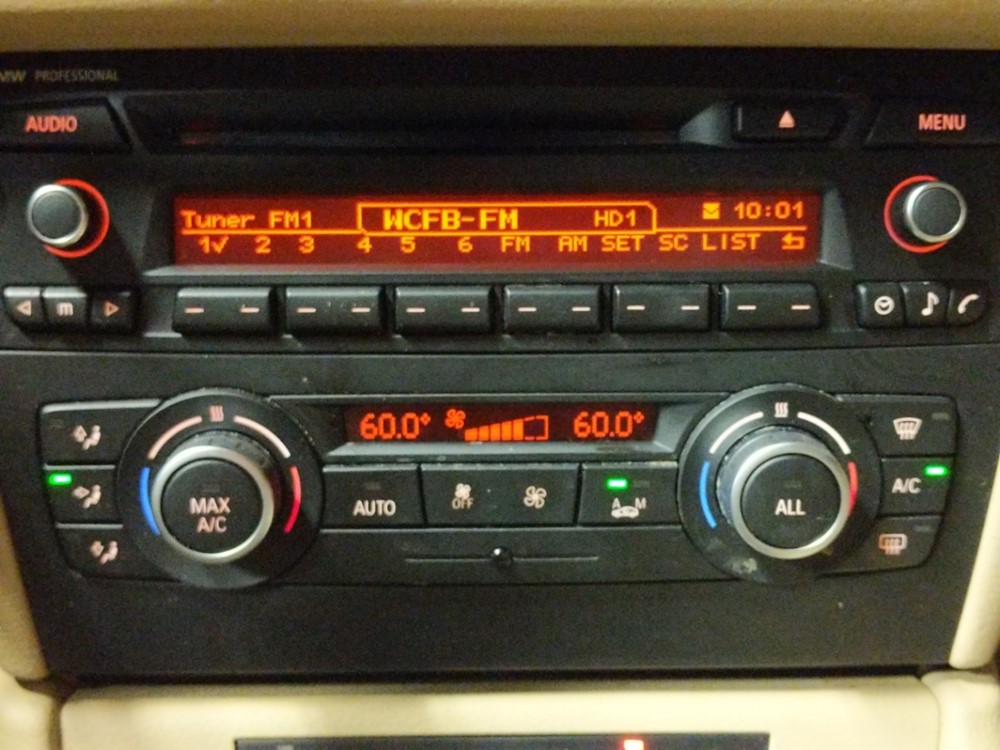 MW PROFESSIONAL
AUDIO
MENU
Tuner FM1 WCFB-FM HD1 10:01
1✓ 2 3 4 5 6 FM AM SET SC LIST
m
60.0° 60.0°
MAX A/C
AUTO
OFF
A M
ALL
A/C